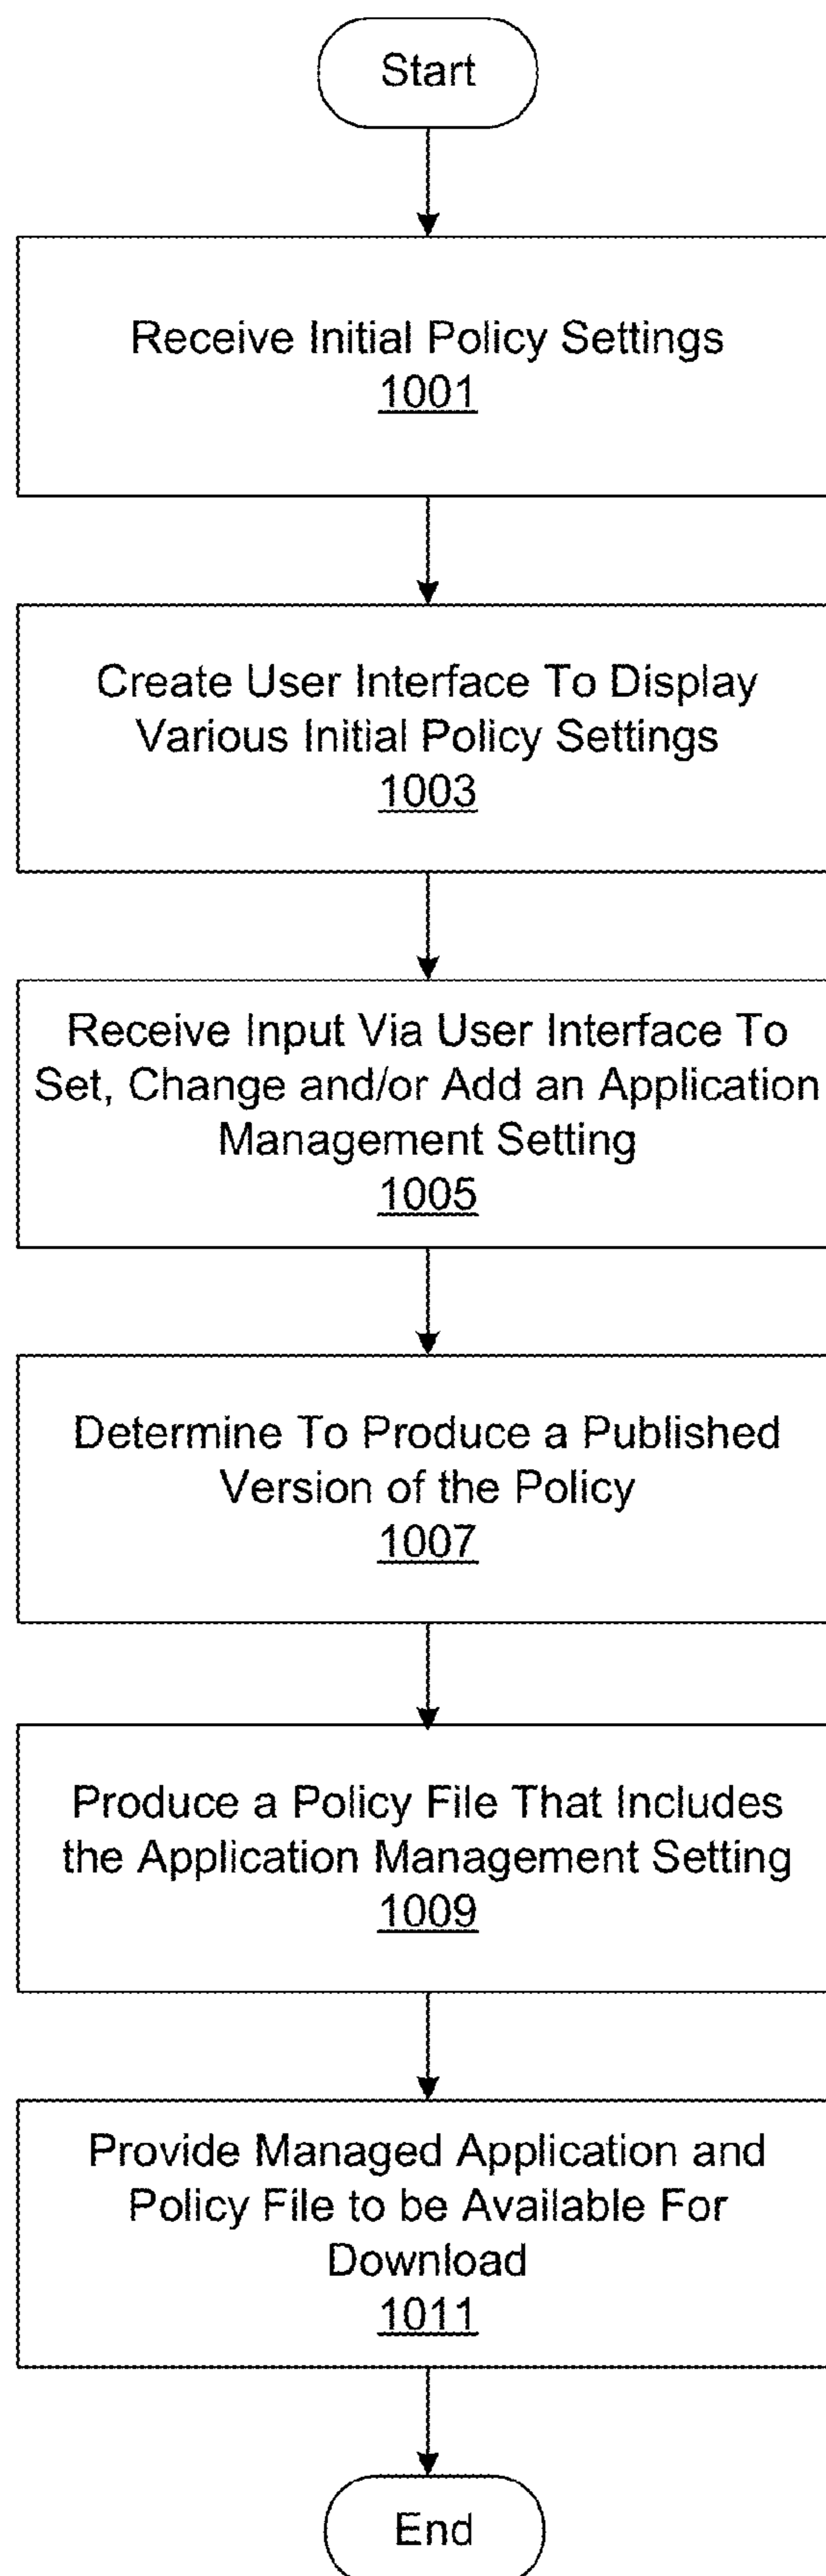 Start
Receive Initial Policy Settings
1001
Create User Interface To Display
Various Initial Policy Settings
1003
Receive Input Via User Interface To
Set, Change and/or Add an Application
Management Setting
1005
Determine To Produce a Published
Version of the Policy
1007
Produce a Policy File That Includes
the Application Management Setting
1009
Provide Managed Application and
Policy File to be Available For
Download
1011
End